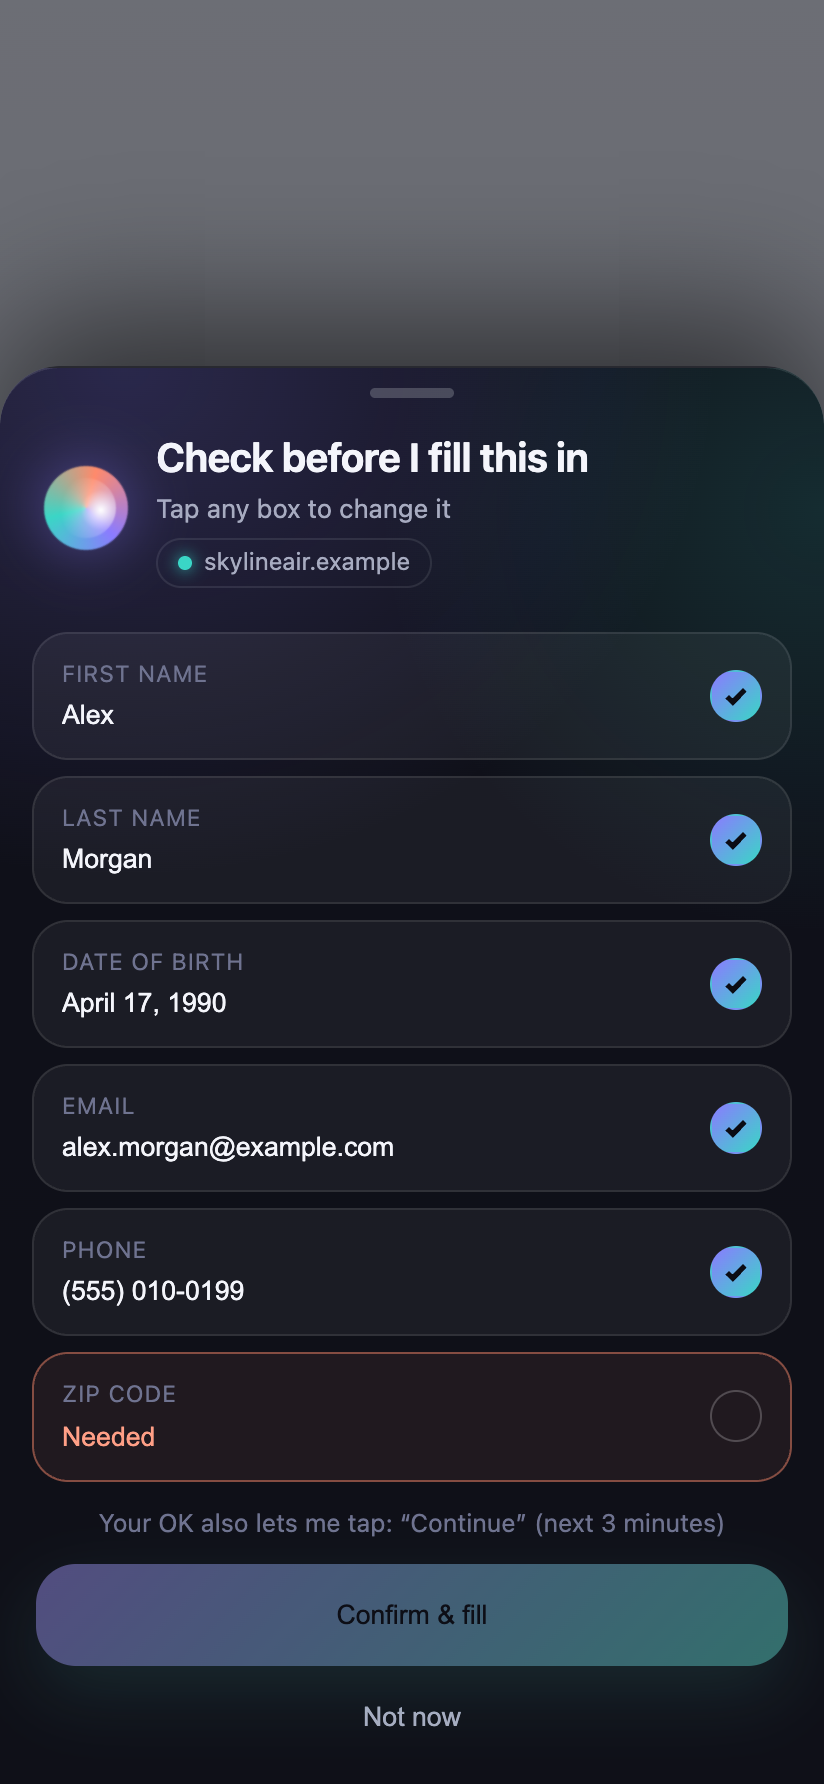 Check before I fill this in
Tap any box to change it
skylineair.example
FIRST NAME
Alex
LAST NAME
Morgan
DATE OF BIRTH
April 17, 1990
EMAIL
alex.morgan@example.com
PHONE
(555) 010-0199
ZIP CODE
Needed
Your OK also lets me tap: “Continue” (next 3 minutes)
Confirm & fill
Not now